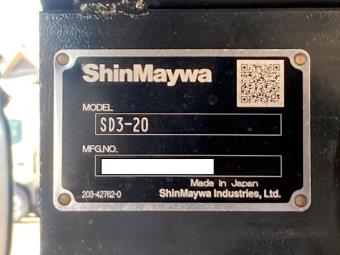 ShinMaywa
MODEL
SD3-20
MFG.NO.
Made in Japan
203-42762-0 ShinMaywa Industries, Ltd.